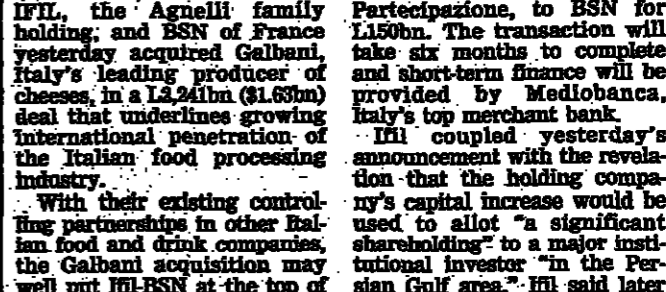 IFIL, the Agnelli family
holding, and BSN of France
yesterday acquired Galbani,
Italy's leading producer of
cheeses, in a L2,241bn ($1.63bn)
deal that underlines growing
international penetration of
the Italian food processing
industry.
With their existing control-
ling partnerships in other Ital-
ian food and drink companies,
the Galbani acquisition may
well put Ifil-BSN at the top of
Partecipazione, to BSN for
L150bn. The transaction will
take six months to complete
and short-term finance will be
provided by Mediobanca,
Italy's top merchant bank.
Ifil coupled yesterday's
announcement with the revela-
tion that the holding compa-
ny's capital increase would be
used to allot "a significant
shareholding" to a major insti-
tutional investor "in the Per-
sian Gulf area." Ifil said later